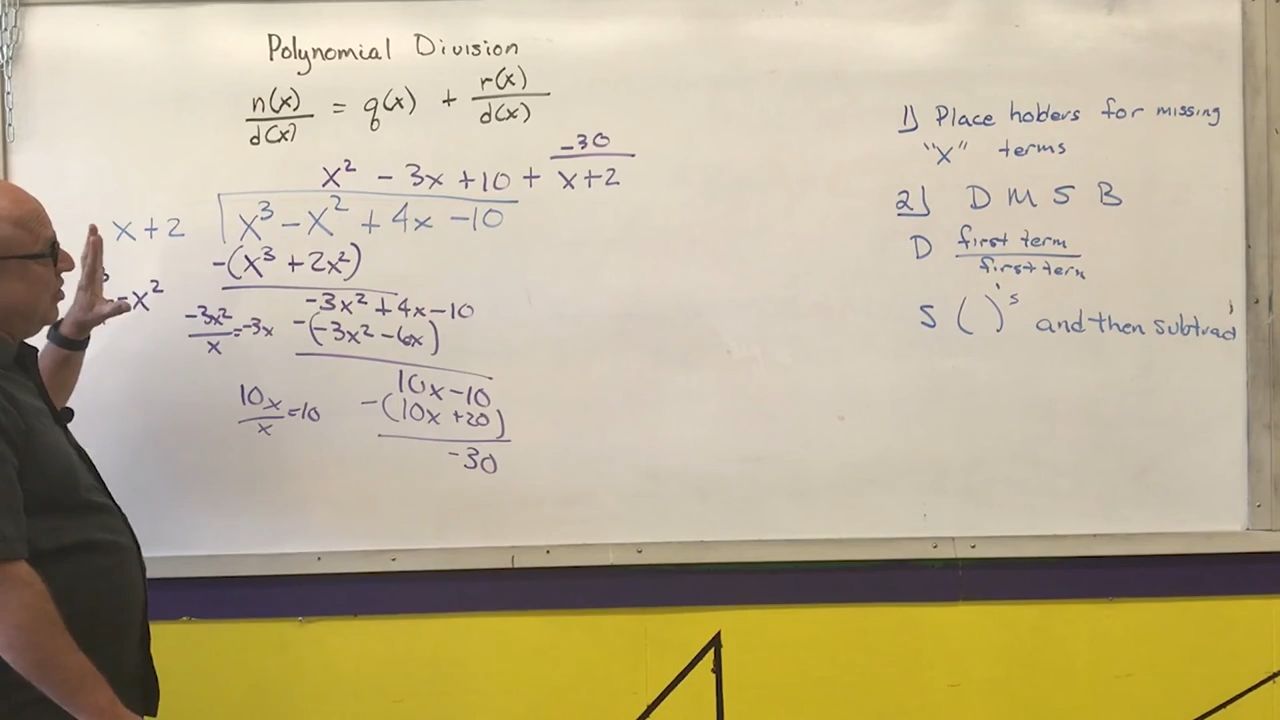 Polynomial Division
n(x)/d(x) = q(x) + r(x)/d(x)
x² - 3x + 10 + -30/x+2
x+2 x³ - x² + 4x - 10
-(x³ + 2x²)
-3x² + 4x - 10
-3x²/x = -3x -(-3x² - 6x)
10x - 10
10x/x = 10 -(10x + 20)
-30
x²
1) Place holders for missing
"x" terms
2) D M S B
D first term/first term
S ( )'s and then subtract